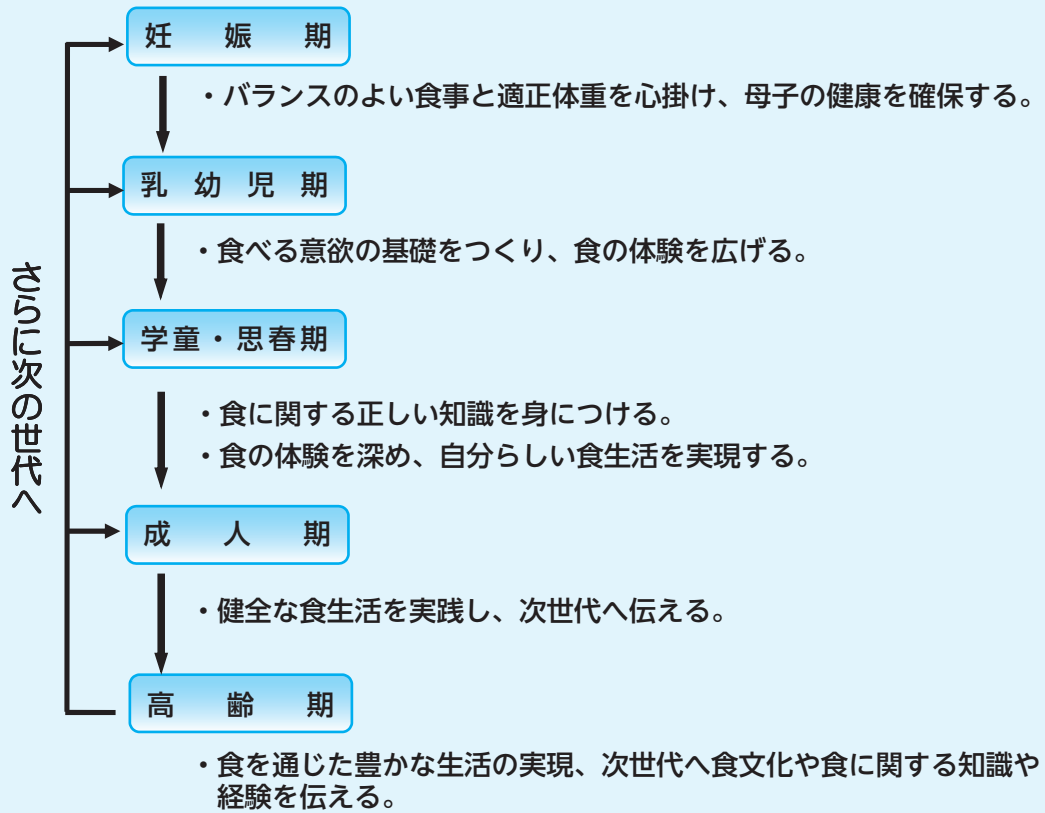 妊娠期
・バランスのよい食事と適正体重を心掛け、母子の健康を確保する。
乳幼児期
・食べる意欲の基礎をつくり、食の体験を広げる。
学童・思春期
・食に関する正しい知識を身につける。
・食の体験を深め、自分らしい食生活を実現する。
成人期
・健全な食生活を実践し、次世代へ伝える。
高齢期
・食を通じた豊かな生活の実現、次世代へ食文化や食に関する知識や
経験を伝える。
さらに次の世代へ